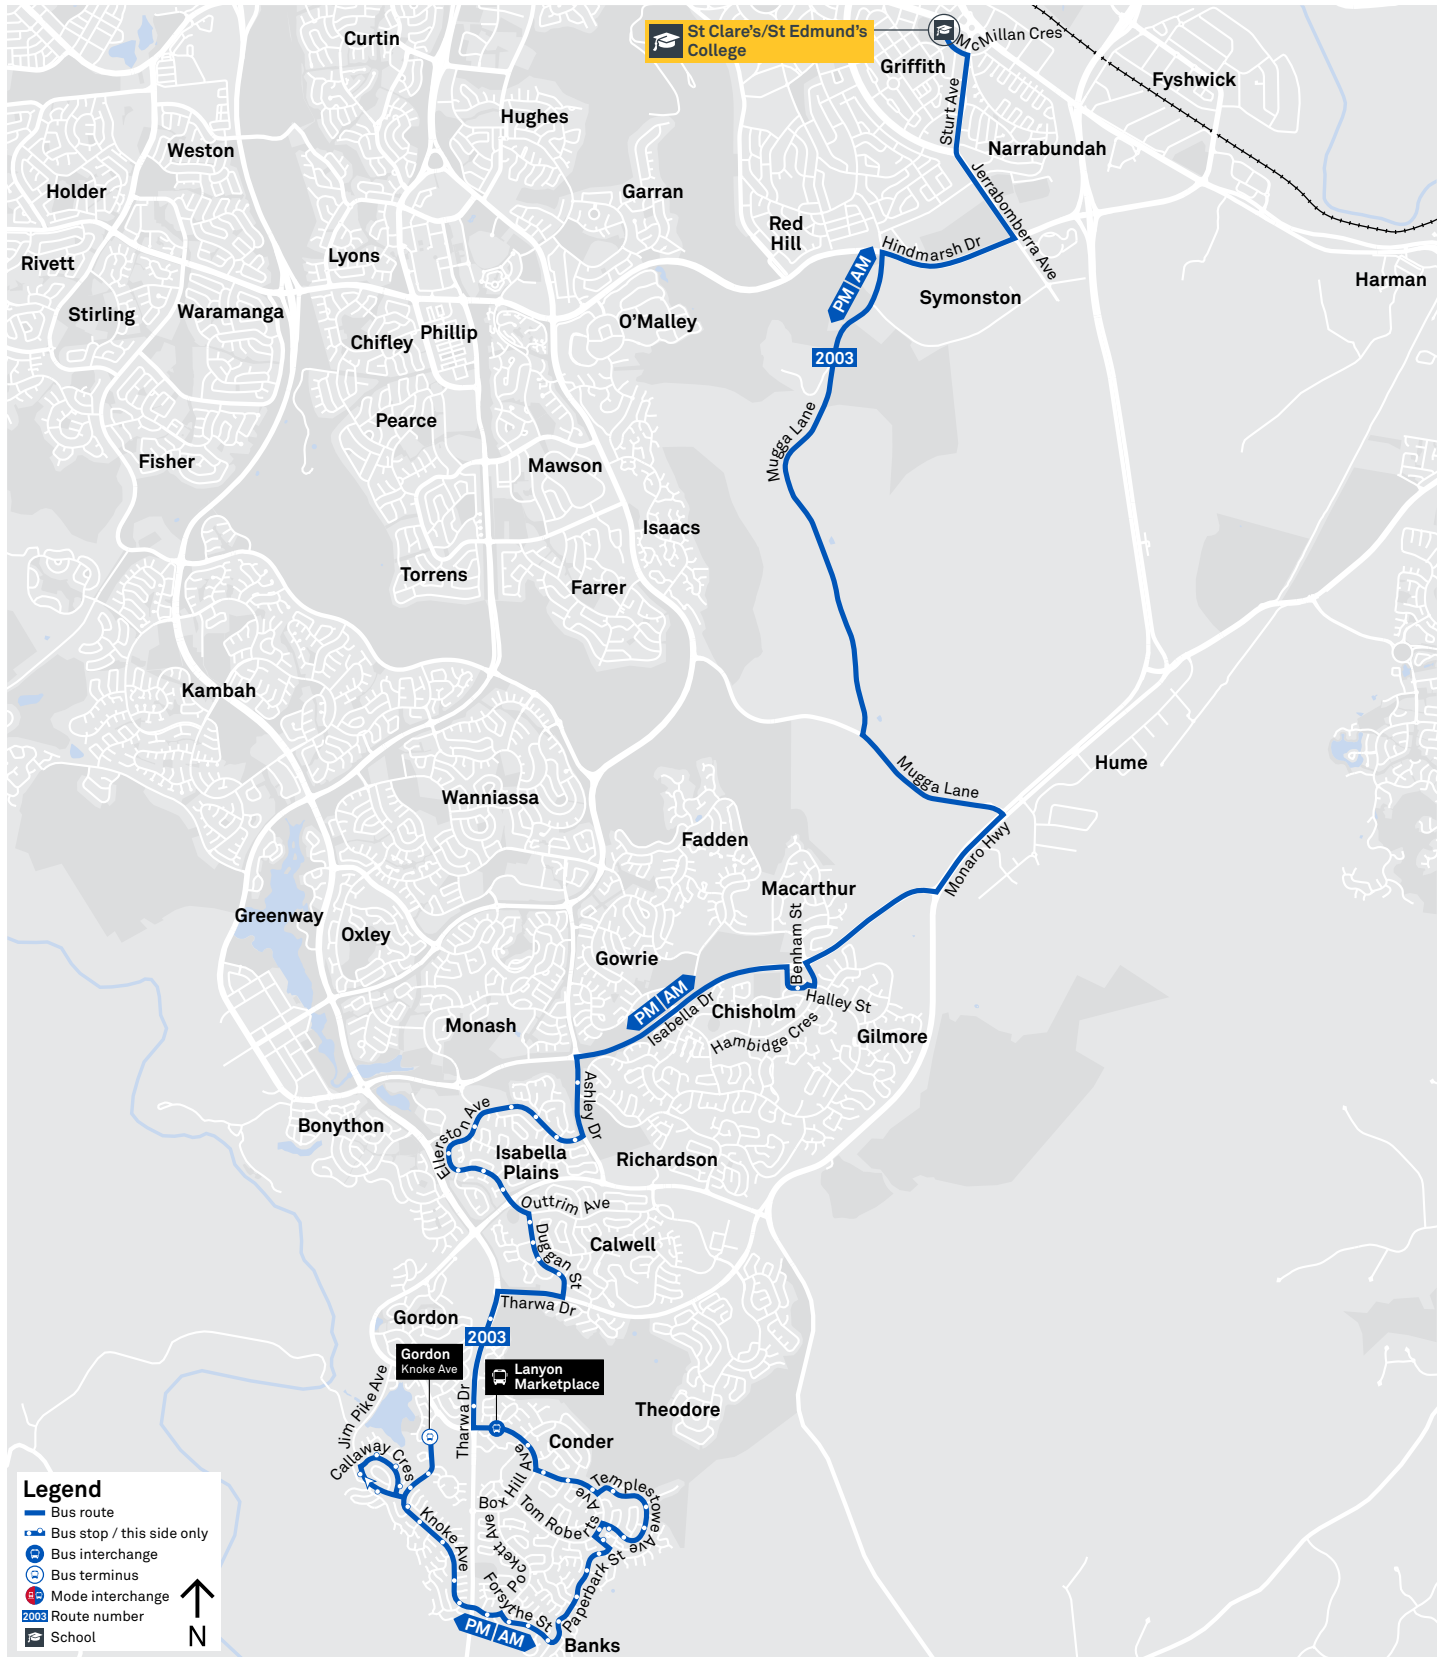 St Clare's/St Edmund's
College
McMillan Cres
Griffith
Curtin
Fyshwick
Hughes
Sturt Ave
Narrabundah
Weston
Holder
Garran
Jerrabomberra Ave
Red
Hill
Hindmarsh Dr
Lyons
Rivett
PM | AM
Harman
Symonston
Stirling
Waramanga
O'Malley
Chifley
Phillip
2003
Pearce
Mugga Lane
Fisher
Mawson
Isaacs
Torrens
Farrer
Kambah
Mugga Lane
Hume
Wanniassa
Fadden
Monaro Hwy
Macarthur
Greenway
Oxley
Benham St
Gowrie
PM | AM
Isabella Dr
Halley St
Chisholm
Monash
Hambidge Cres
Gilmore
Ashley Dr
Ellerston Ave
Bonython
Isabella
Plains
Richardson
Outtrim Ave
Duggan St
Calwell
Tharwa Dr
Gordon
2003
Gordon
Knoke Ave
Lanyon
Marketplace
Jim Pike Ave
Tharwa Dr
Theodore
Conder
Callaway Cres
Box Hill Ave
Templestowe Ave
Tom Roberts Ave
Knoke Ave
Pockett Ave
Forsythe St
Paperbark St
PM | AM
Banks
Legend
Bus route
Bus stop / this side only
Bus interchange
Bus terminus
Mode interchange
2003 Route number
School
N